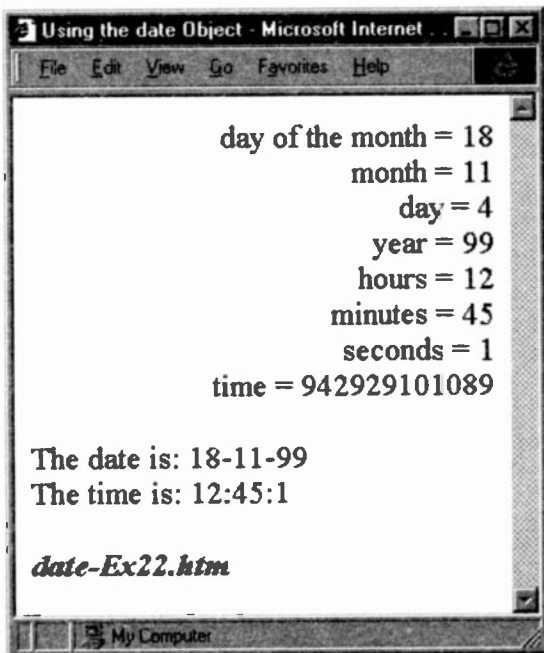 Using the date Object - Microsoft Internet . .
File Edit View Go Favorites Help
day of the month = 18
month = 11
day = 4
year = 99
hours = 12
minutes = 45
seconds = 1
time = 942929101089
The date is: 18-11-99
The time is: 12:45:1
date-Ex22.htm
My Computer